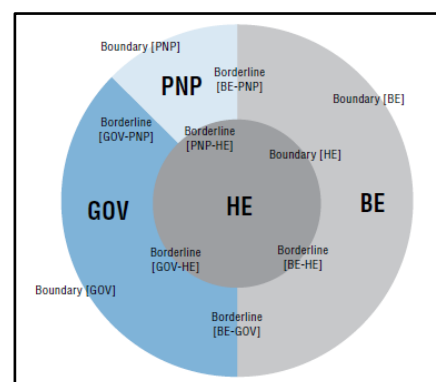 Boundary [PNP]
PNP
Borderline
[BE-PNP]
Boundary [BE]
Borderline
[GOV-PNP]
Borderline
[PNP-HE]
Boundary [HE]
GOV
HE
BE
Borderline
[GOV-HE]
Borderline
[BE-HE]
Boundary [GOV]
Borderline
[BE-GOV]